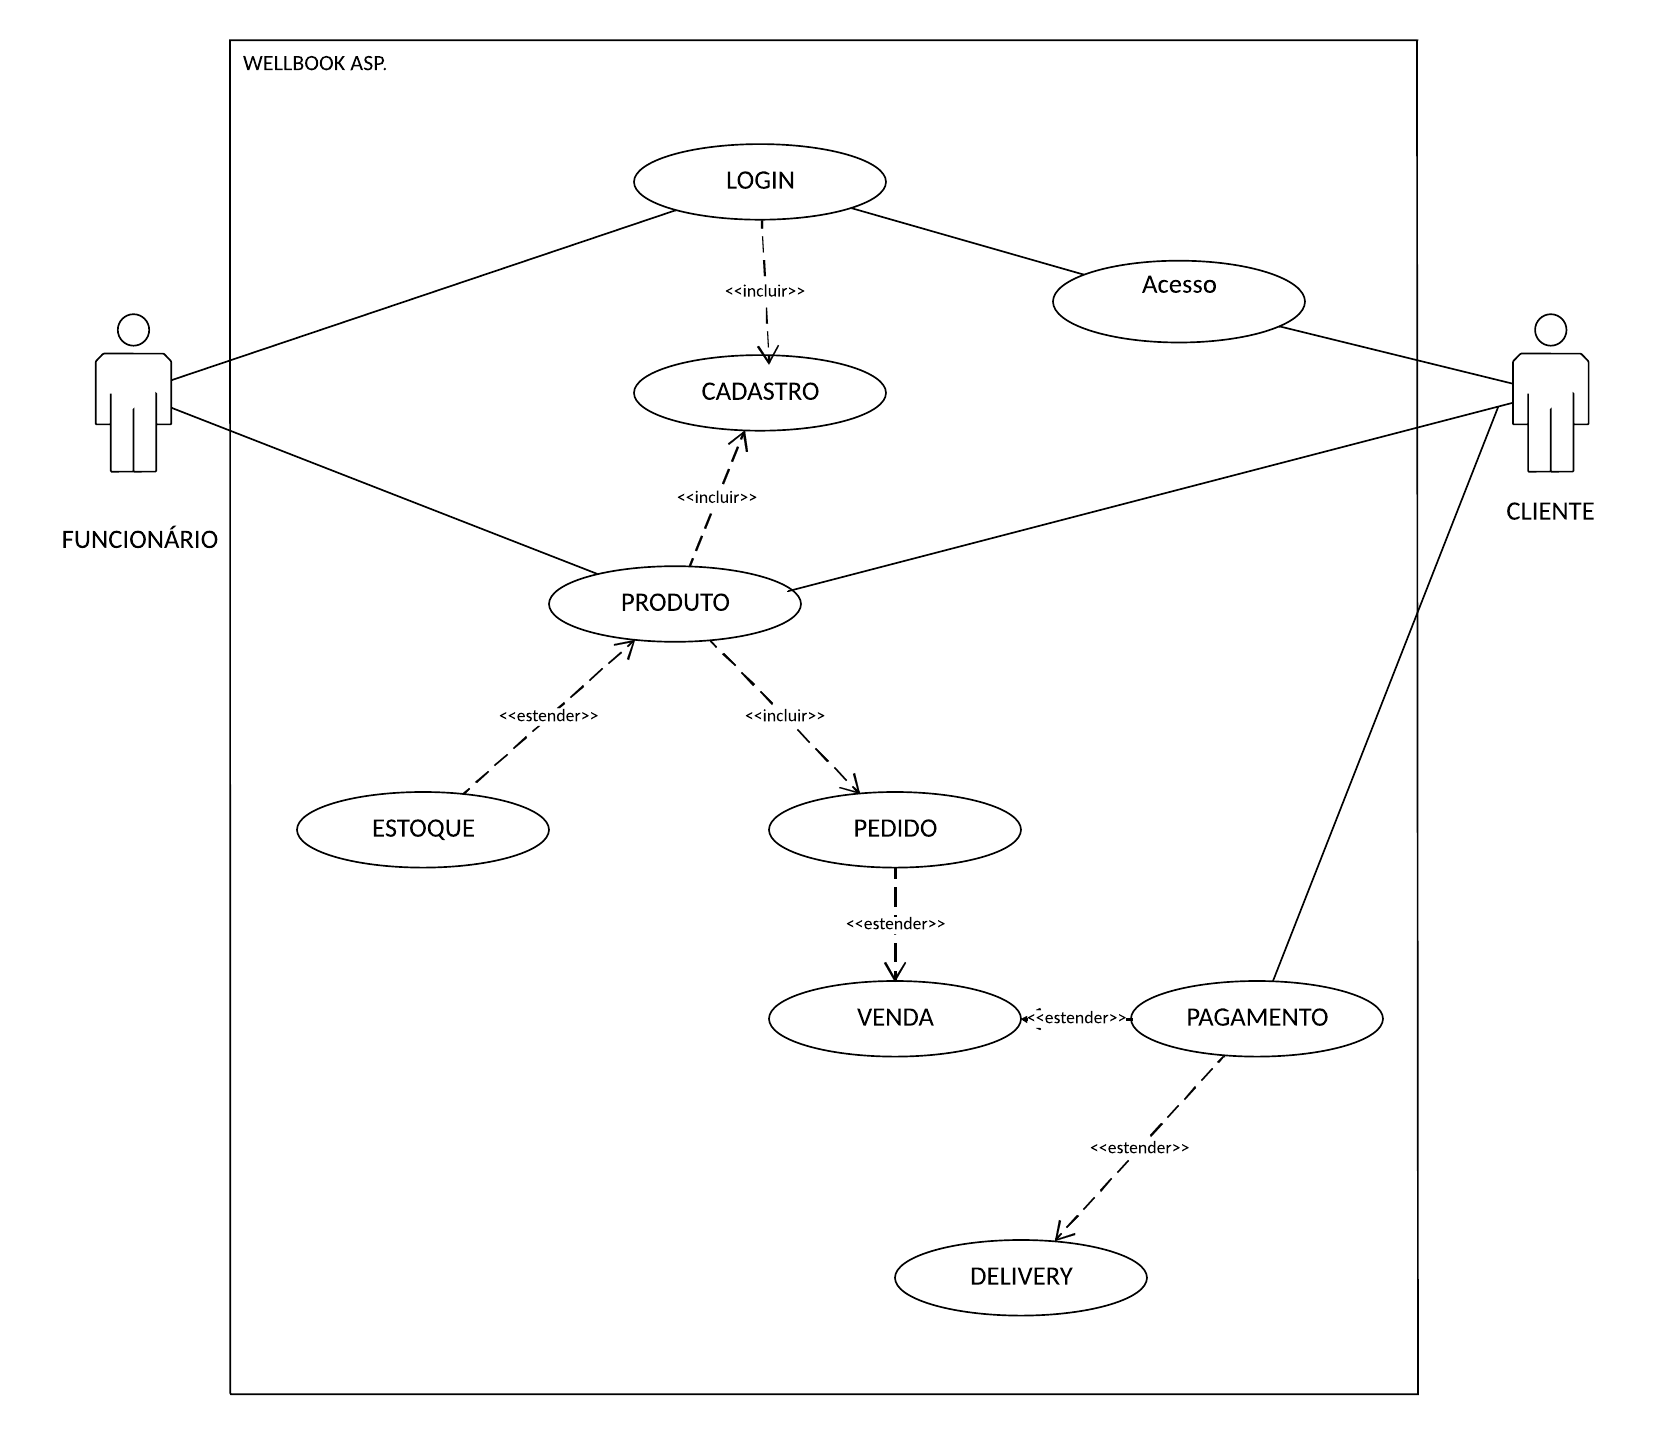 WELLBOOK ASP.
LOGIN
Acesso
<<incluir>>
CADASTRO
<<incluir>>
CLIENTE
FUNCIONÁRIO
PRODUTO
<<estender>>
<<incluir>>
ESTOQUE
PEDIDO
<<estender>>
VENDA
<<estender>>
PAGAMENTO
<<estender>>
DELIVERY